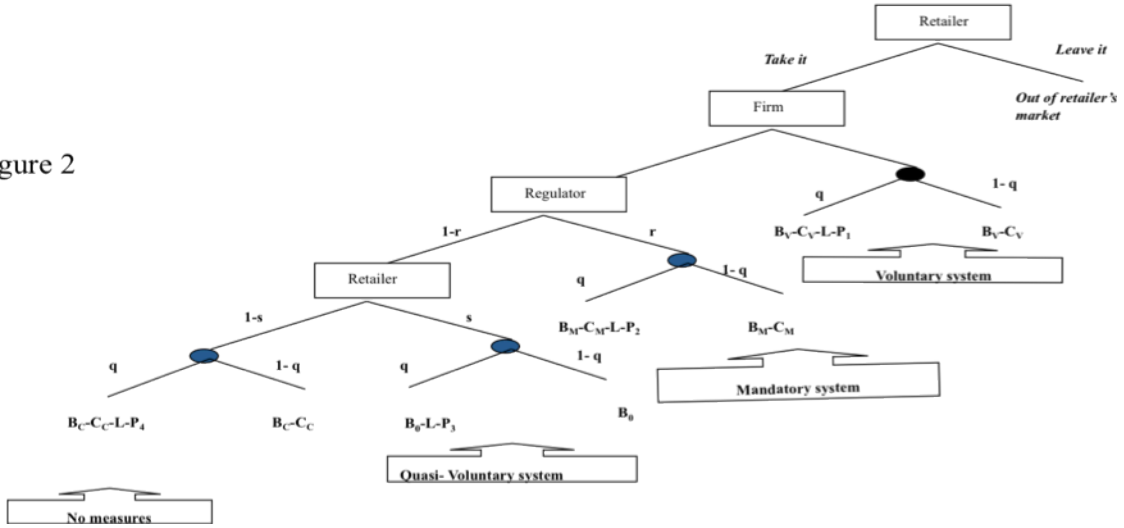 Retailer
Take it
Leave it
Firm
Out of retailer's
market
gure 2
Regulator
q
1- q
1-r
r
B_V-C_V-L-P_1
B_V-C_V
Retailer
q
1- q
Voluntary system
1-s
s
B_M-C_M-L-P_2
B_M-C_M
q
1- q
q
1- q
Mandatory system
B_C-C_C-L-P_4
B_C-C_C
B_0-L-P_3
B_0
Quasi- Voluntary system
No measures